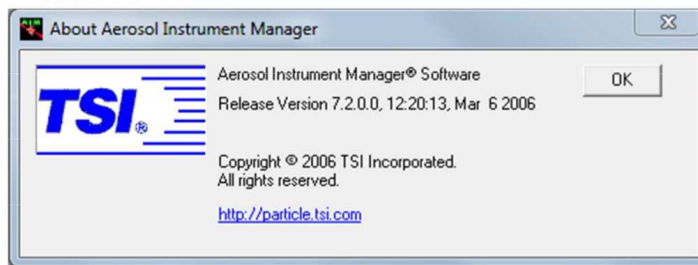 About Aerosol Instrument Manager
TSI®
Aerosol Instrument Manager® Software
OK
Release Version 7.2.0.0, 12:20:13, Mar 6 2006
Copyright © 2006 TSI Incorporated.
All rights reserved.
http://particle.tsi.com